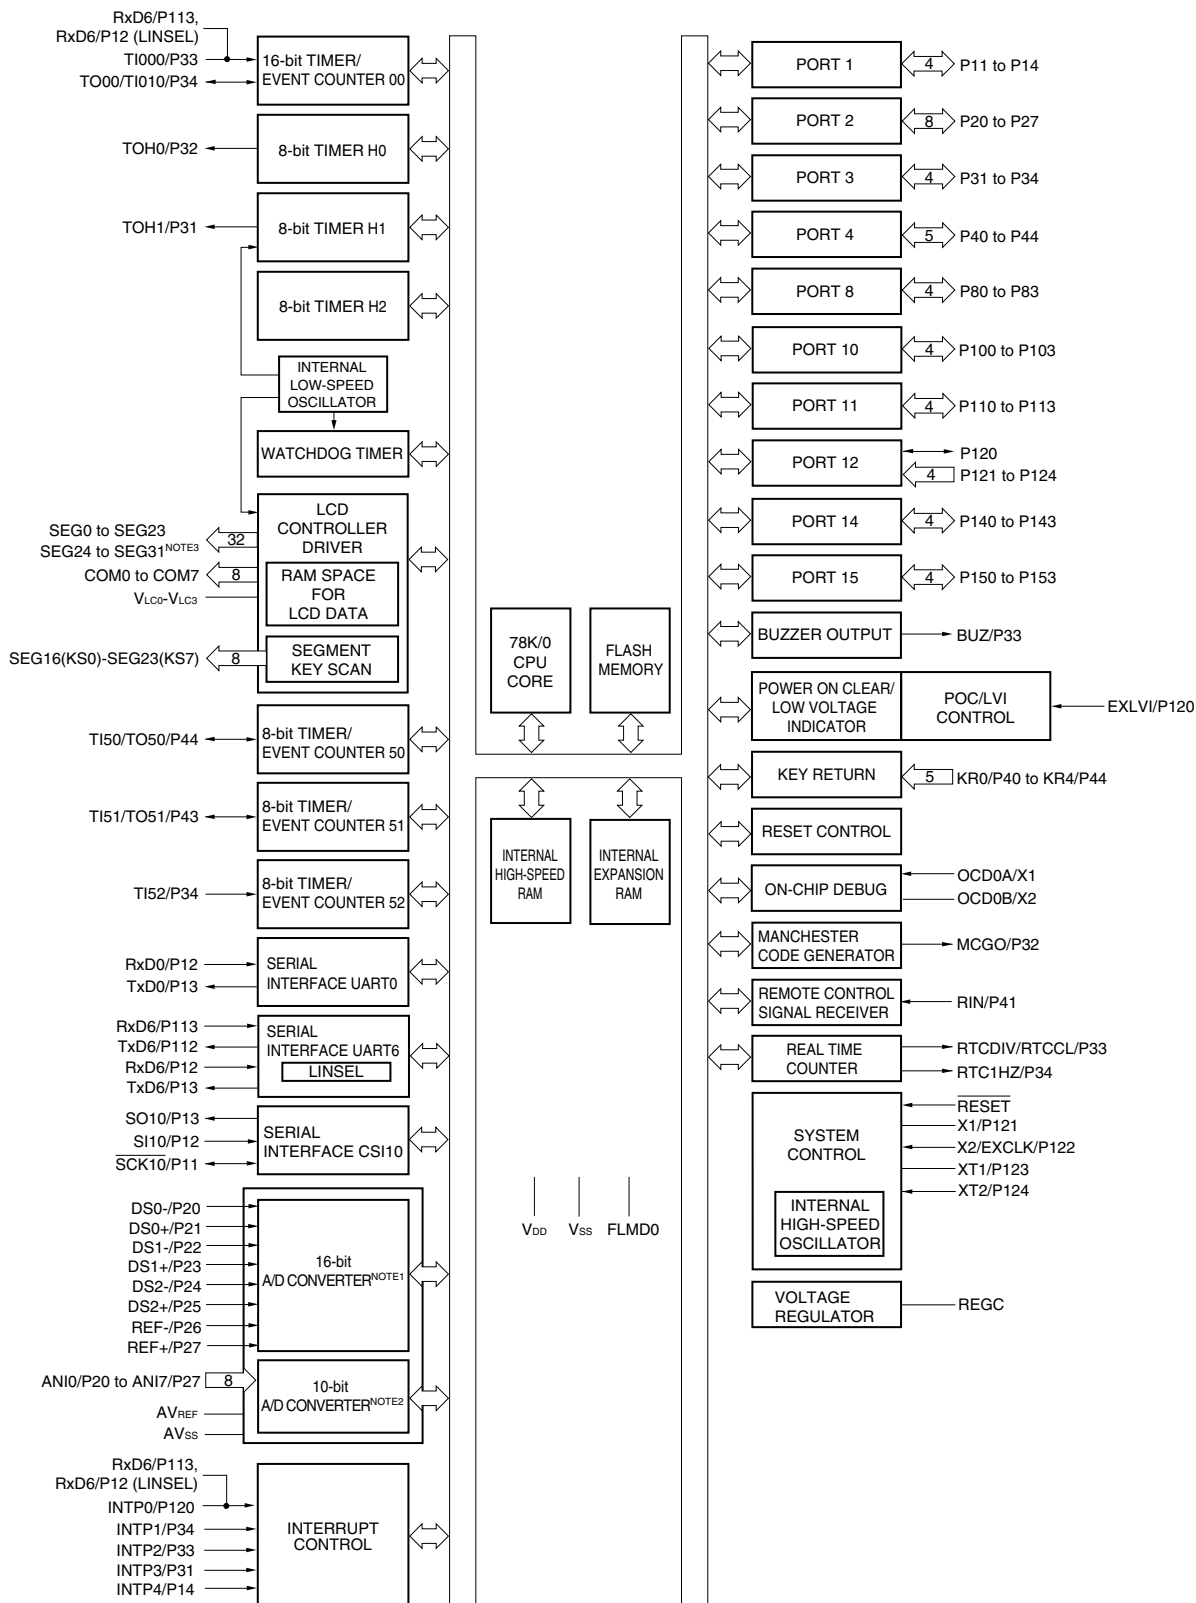 RxD6/P113,
RxD6/P12 (LINSEL)
TI000/P33
TO00/TI010/P34
16-bit TIMER/
EVENT COUNTER 00
TOH0/P32
8-bit TIMER H0
TOH1/P31
8-bit TIMER H1
8-bit TIMER H2
INTERNAL
LOW-SPEED
OSCILLATOR
WATCHDOG TIMER
SEG0 to SEG23
SEG24 to SEG31NOTE3
32
COM0 to COM7
8
VLC0-VLC3
SEG16(KS0)-SEG23(KS7)
8
LCD
CONTROLLER
DRIVER
RAM SPACE
FOR
LCD DATA
SEGMENT
KEY SCAN
TI50/TO50/P44
8-bit TIMER/
EVENT COUNTER 50
TI51/TO51/P43
8-bit TIMER/
EVENT COUNTER 51
TI52/P34
8-bit TIMER/
EVENT COUNTER 52
RxD0/P12
TxD0/P13
SERIAL
INTERFACE UART0
RxD6/P113
TxD6/P112
RxD6/P12
TxD6/P13
SERIAL
INTERFACE UART6
LINSEL
SO10/P13
SI10/P12
SCK10/P11
SERIAL
INTERFACE CSI10
DS0-/P20
DS0+/P21
DS1-/P22
DS1+/P23
DS2-/P24
DS2+/P25
REF-/P26
REF+/P27
16-bit
A/D CONVERTERNOTE1
ANI0/P20 to ANI7/P27
8
AVREF
AVSS
10-bit
A/D CONVERTERNOTE2
RxD6/P113,
RxD6/P12 (LINSEL)
INTP0/P120
INTP1/P34
INTP2/P33
INTP3/P31
INTP4/P14
INTERRUPT
CONTROL
78K/0
CPU
CORE
FLASH
MEMORY
INTERNAL
HIGH-SPEED
RAM
INTERNAL
EXPANSION
RAM
VDD
VSS
FLMD0
PORT 1
4
P11 to P14
PORT 2
8
P20 to P27
PORT 3
4
P31 to P34
PORT 4
5
P40 to P44
PORT 8
4
P80 to P83
PORT 10
4
P100 to P103
PORT 11
4
P110 to P113
PORT 12
P120
4
P121 to P124
PORT 14
4
P140 to P143
PORT 15
4
P150 to P153
BUZZER OUTPUT
BUZ/P33
POWER ON CLEAR/
LOW VOLTAGE
INDICATOR
POC/LVI
CONTROL
EXLVI/P120
KEY RETURN
5
KR0/P40 to KR4/P44
RESET CONTROL
ON-CHIP DEBUG
OCD0A/X1
OCD0B/X2
MANCHESTER
CODE GENERATOR
MCGO/P32
REMOTE CONTROL
SIGNAL RECEIVER
RIN/P41
REAL TIME
COUNTER
RTCDIV/RTCCL/P33
RTC1HZ/P34
SYSTEM
CONTROL
INTERNAL
HIGH-SPEED
OSCILLATOR
RESET
X1/P121
X2/EXCLK/P122
XT1/P123
XT2/P124
VOLTAGE
REGULATOR
REGC